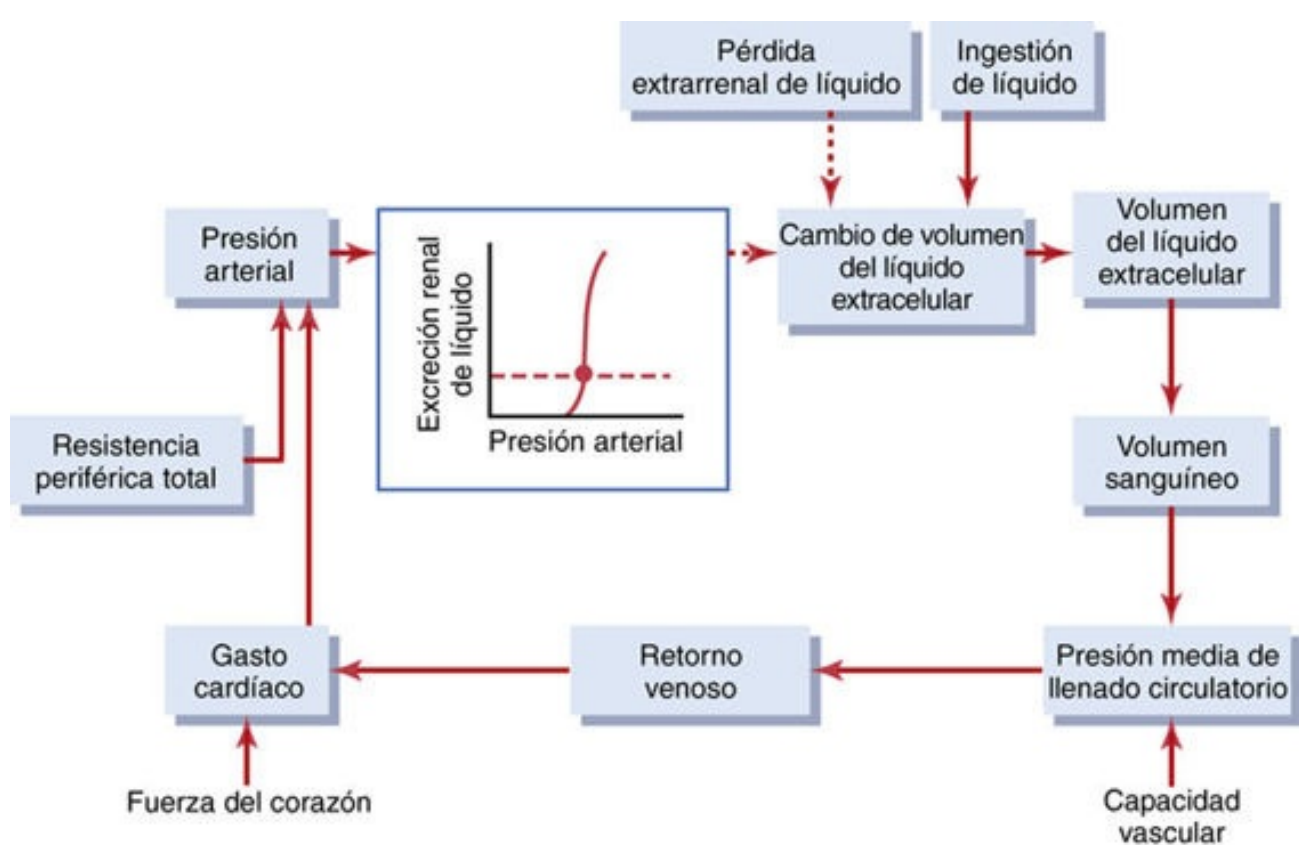 Pérdida
extrarrenal de líquido
Ingestión
de líquido
Presión
arterial
Excreción renal
de líquido
Presión arterial
Cambio de volumen
del líquido
extracelular
Volumen
del líquido
extracelular
Resistencia
periférica total
Volumen
sanguíneo
Gasto
cardíaco
Retorno
venoso
Presión media de
llenado circulatorio
Fuerza del corazón
Capacidad
vascular